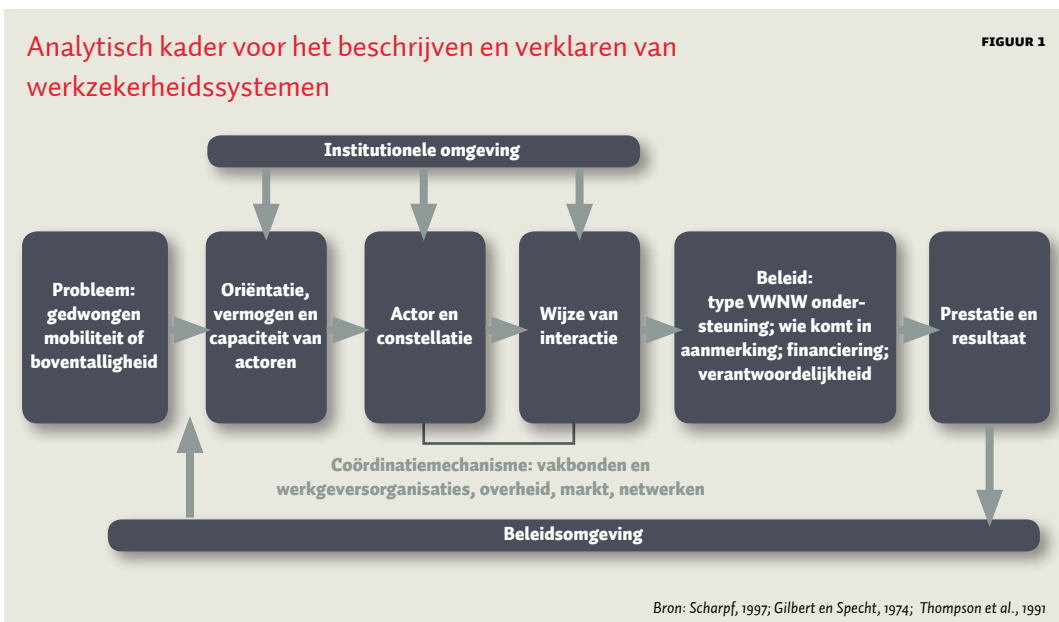 Analytisch kader voor het beschrijven en verklaren van
werkzekerheidssystemen
FIGUUR 1
Institutionele omgeving
Probleem:
gedwongen
mobiliteit of
boventalligheid
Oriëntatie,
vermogen en
capaciteit van
actoren
Actor en
constellatie
Wijze van
interactie
Beleid:
type VWNW onder-
steuning; wie komt in
aanmerking; financiering;
verantwoordelijkheid
Prestatie en
resultaat
Coördinatiemechanisme: vakbonden en
werkgeversorganisaties, overheid, markt, netwerken
Beleidsomgeving
Bron: Scharpf, 1997; Gilbert en Specht, 1974; Thompson et al., 1991